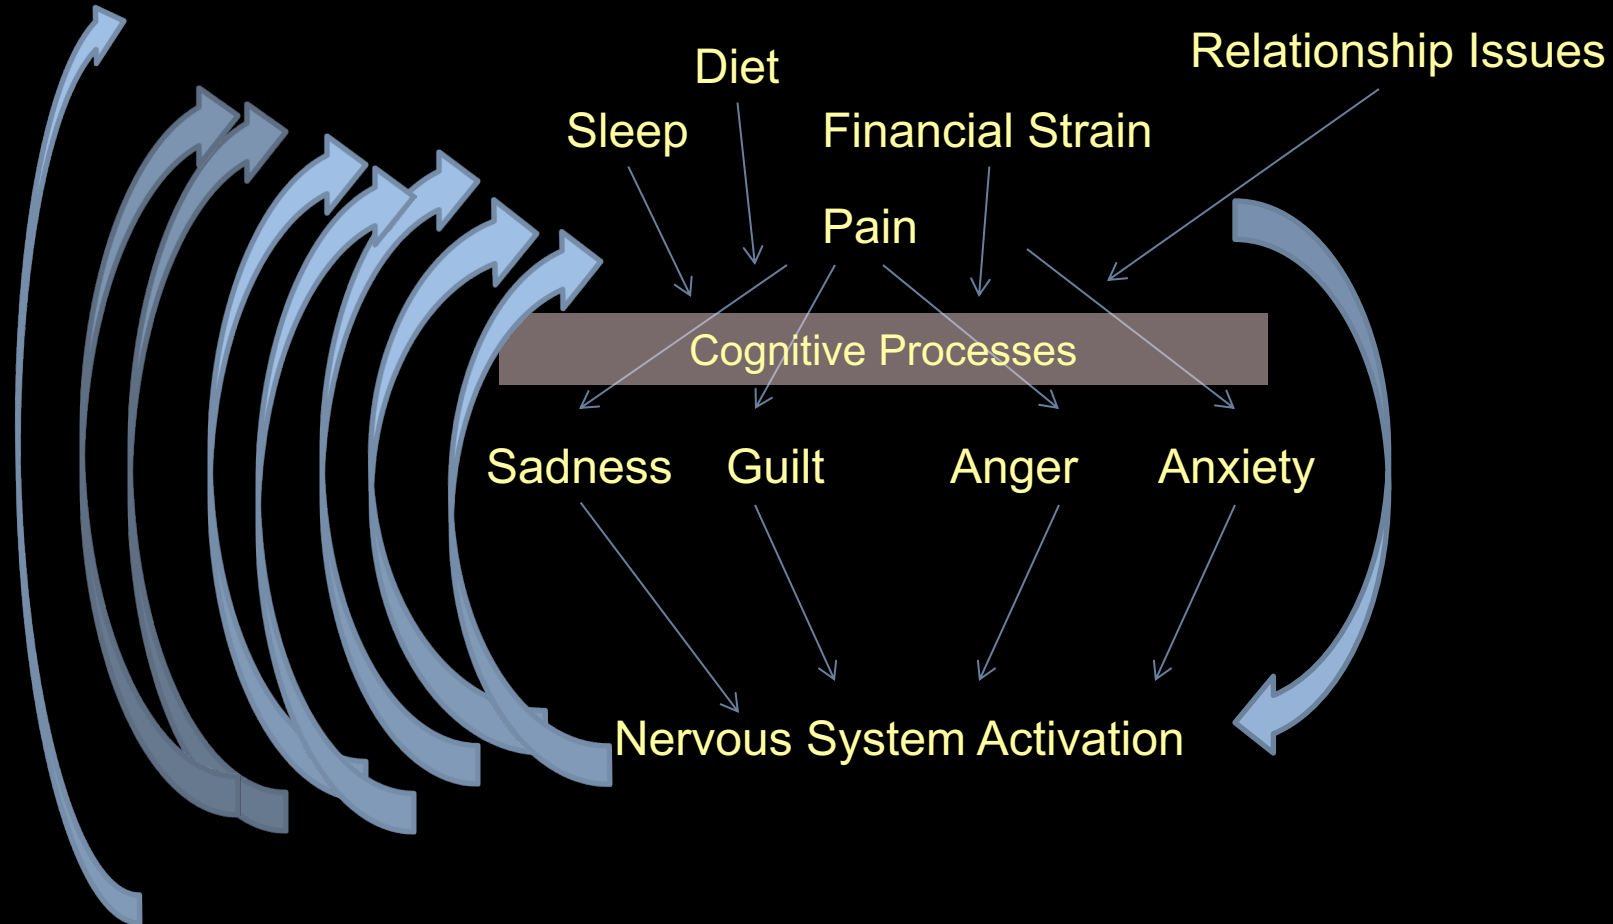 Relationship Issues
Diet
Sleep
Financial Strain
Pain
Cognitive Processes
Sadness
Guilt
Anger
Anxiety
Nervous System Activation